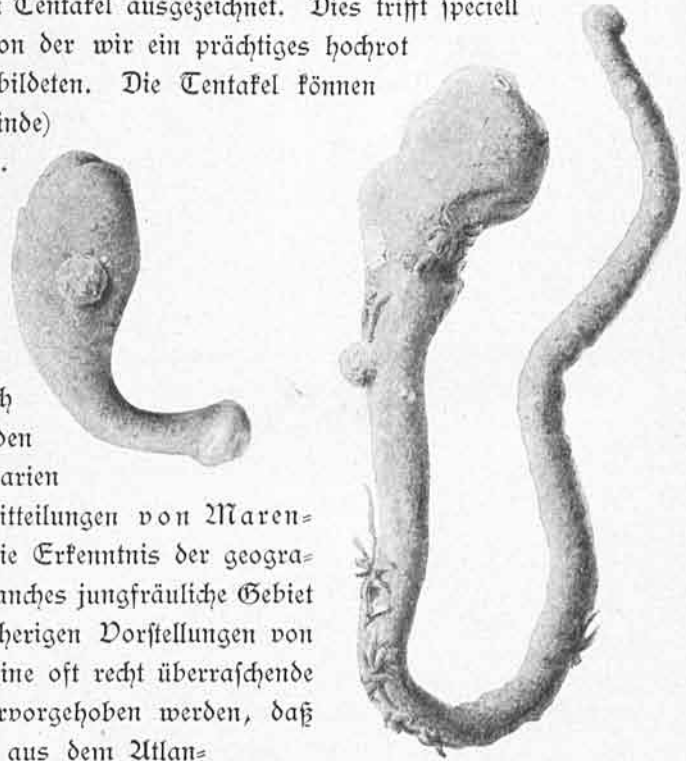 Tentakel ausgezeichnet. Dies trifft speciell
on der wir ein prächtiges hochrot
bildeten. Die Tentakel können
inde)
.
h
den
arien
itteilungen von Maren⸗
ie Erkenntnis der geogra⸗
anches jungfräuliche Gebiet
herigen Vorstellungen von
ine oft recht überraschende
rvorgehoben werden, daß
aus dem Atlan⸗